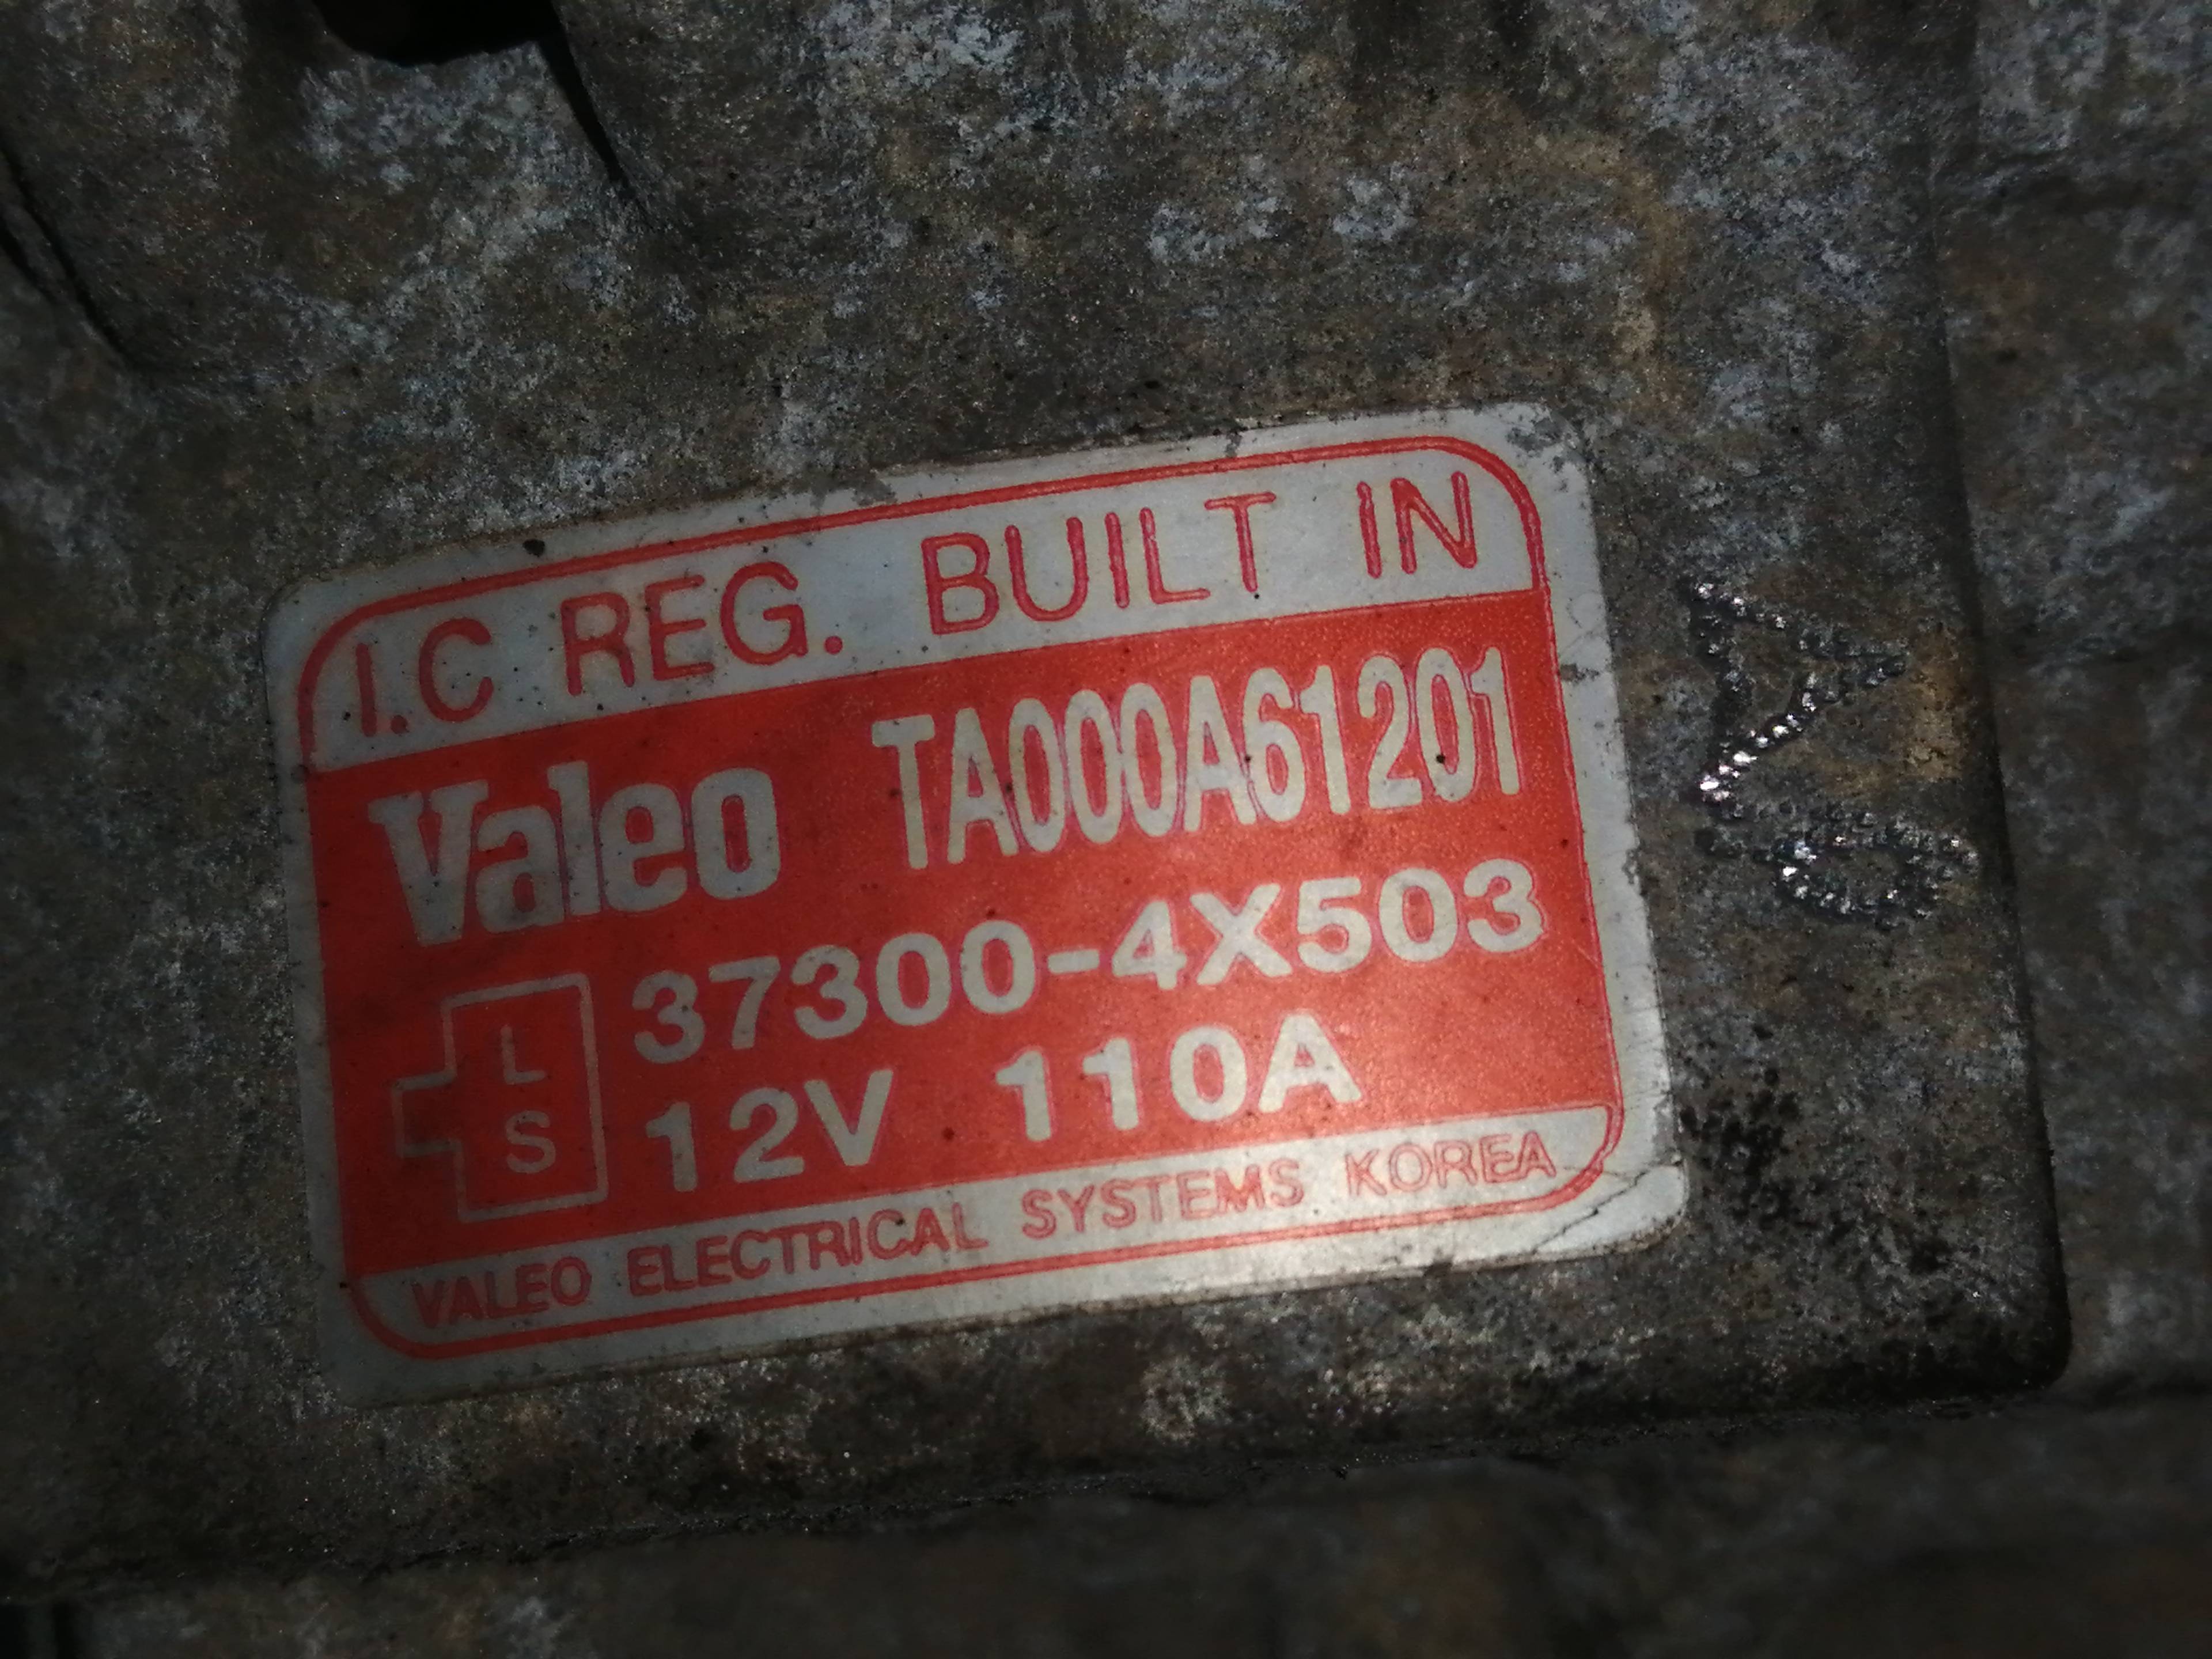 I.C REG. BUILT IN
Valeo TA000A61201
37300-4X503
L
S
12V 110A
VALEO ELECTRICAL SYSTEMS KOREA